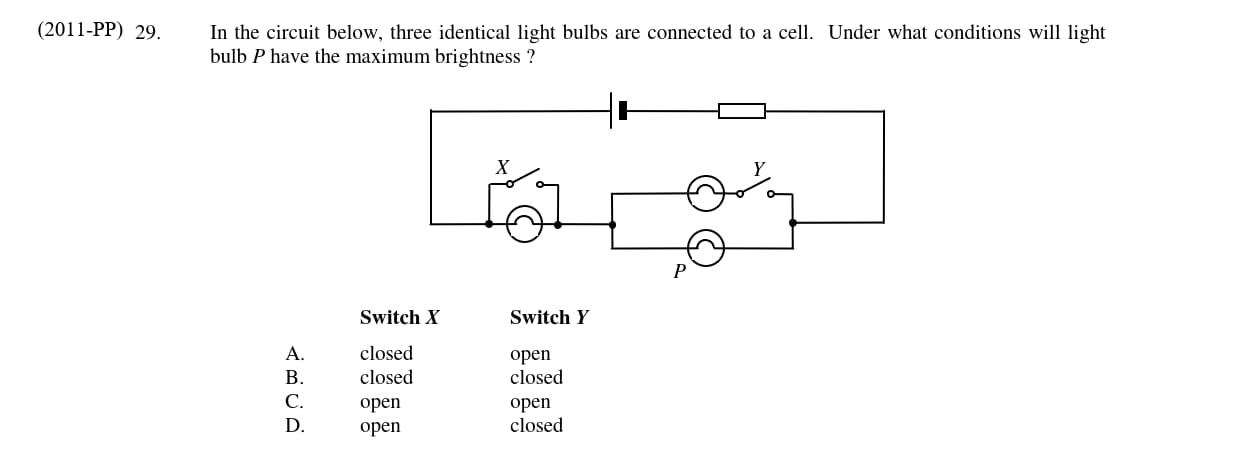 (2011-PP) 29. In the circuit below, three identical light bulbs are connected to a cell. Under what conditions will light
bulb P have the maximum brightness ?
X
Y
P
Switch X Switch Y
A. closed open
B. closed closed
C. open open
D. open closed